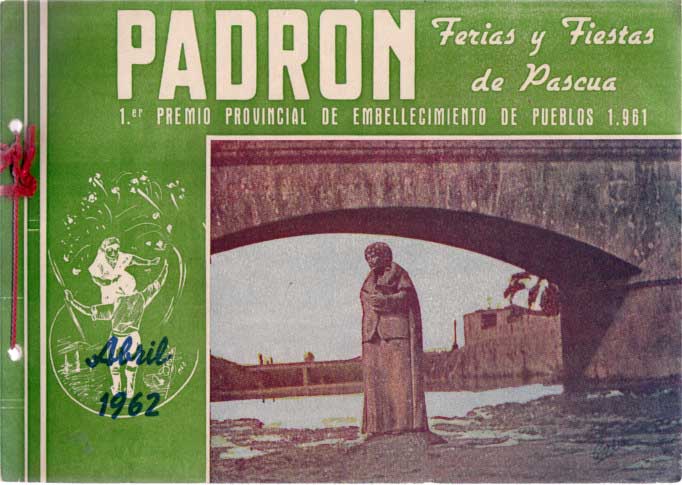 PADRON
Ferias y Fiestas
de Pascua
1.er PREMIO PROVINCIAL DE EMBELLECIMIENTO DE PUEBLOS 1.961
Abril
1962